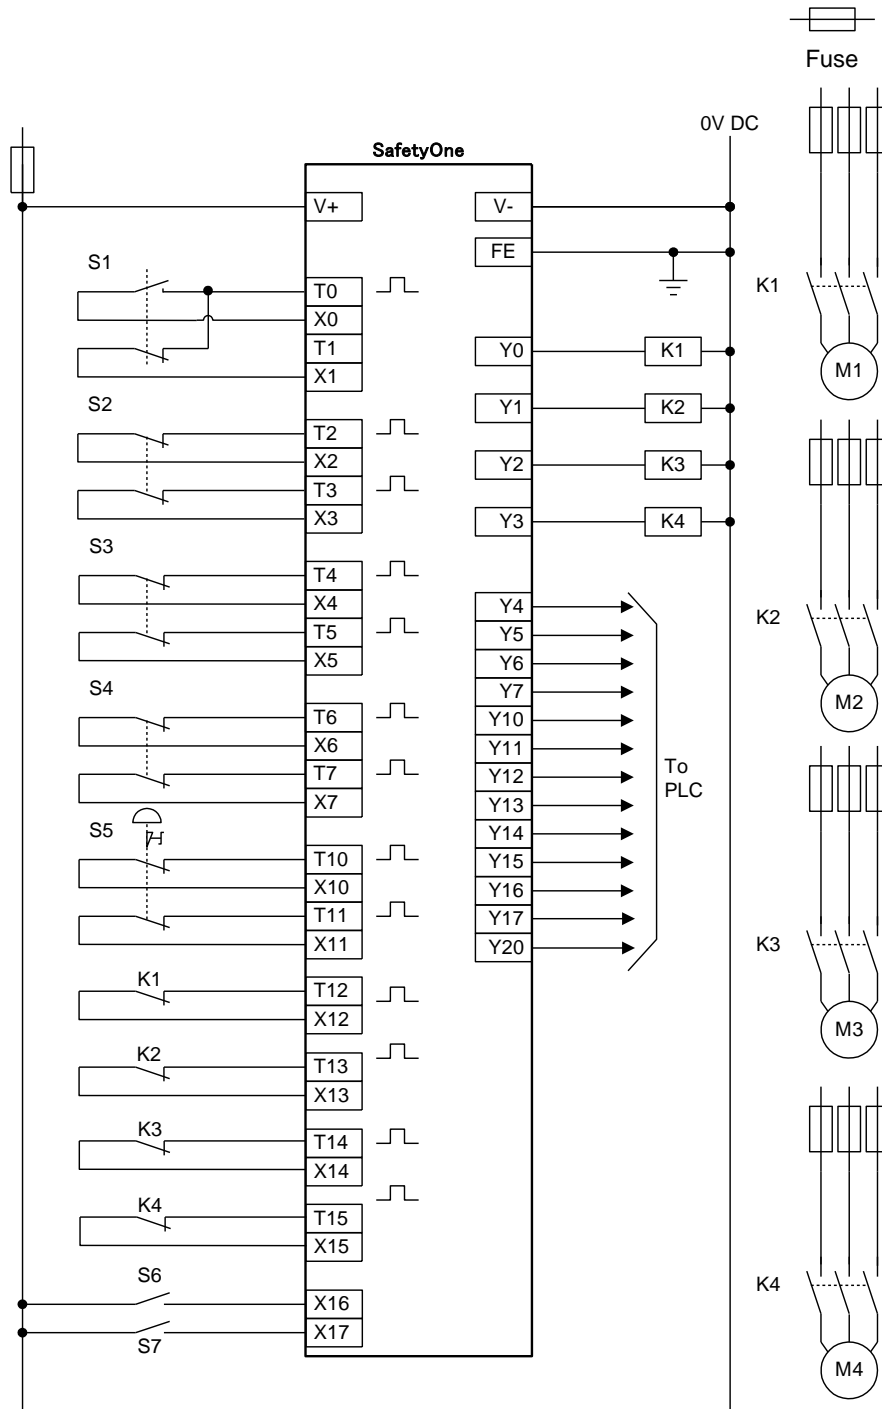 Fuse
0V DC
SafetyOne
V+
V-
FE
S1
T0
X0
T1
X1
S2
T2
X2
T3
X3
S3
T4
X4
T5
X5
S4
T6
X6
T7
X7
S5
T10
X10
T11
X11
K1
T12
X12
K2
T13
X13
K3
T14
X14
K4
T15
X15
S6
X16
X17
S7
Y0
K1
Y1
K2
Y2
K3
Y3
K4
Y4
Y5
Y6
Y7
Y10
Y11
Y12
Y13
Y14
Y15
Y16
Y17
Y20
To
PLC
K1
M1
K2
M2
K3
M3
K4
M4